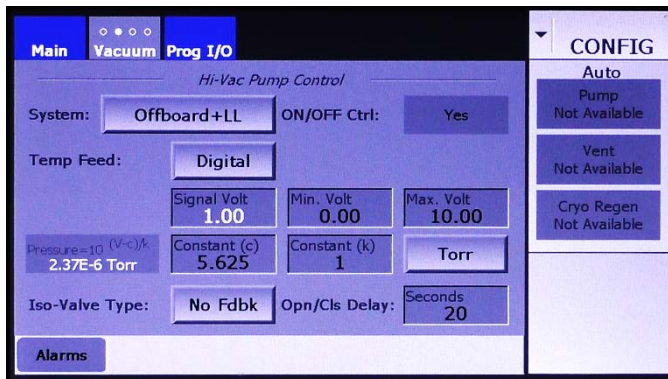 Main
Vacuum
Prog I/O
CONFIG
Hi-Vac Pump Control
Auto
System:
Offboard+LL
ON/OFF Ctrl:
Yes
Pump
Not Available
Temp Feed:
Digital
Vent
Not Available
Signal Volt
1.00
Min. Volt
0.00
Max. Volt
10.00
Cryo Regen
Not Available
Pressure=10 (V-c)/k
2.37E-6 Torr
Constant (c)
5.625
Constant (k)
1
Torr
Iso-Valve Type:
No Fdbk
Opn/Cls Delay:
Seconds
20
Alarms